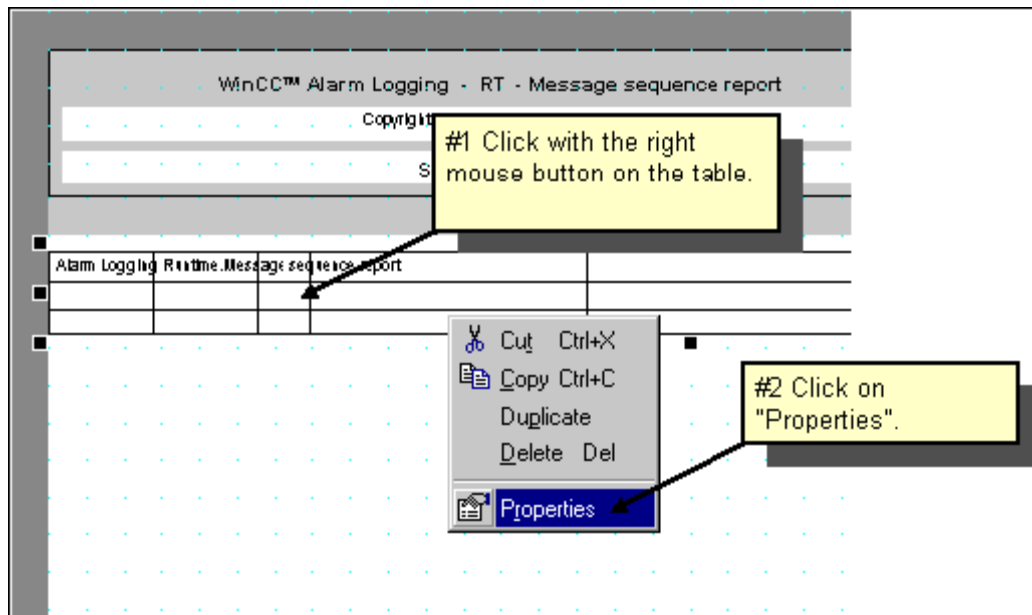 WinCC™ Alarm Logging - RT - Message sequence report
Copyright
S
#1 Click with the right
mouse button on the table.
Alarm Logging Runtime.Message sequence report
Cut Ctrl+X
Copy Ctrl+C
Duplicate
Delete Del
Properties
#2 Click on
"Properties".